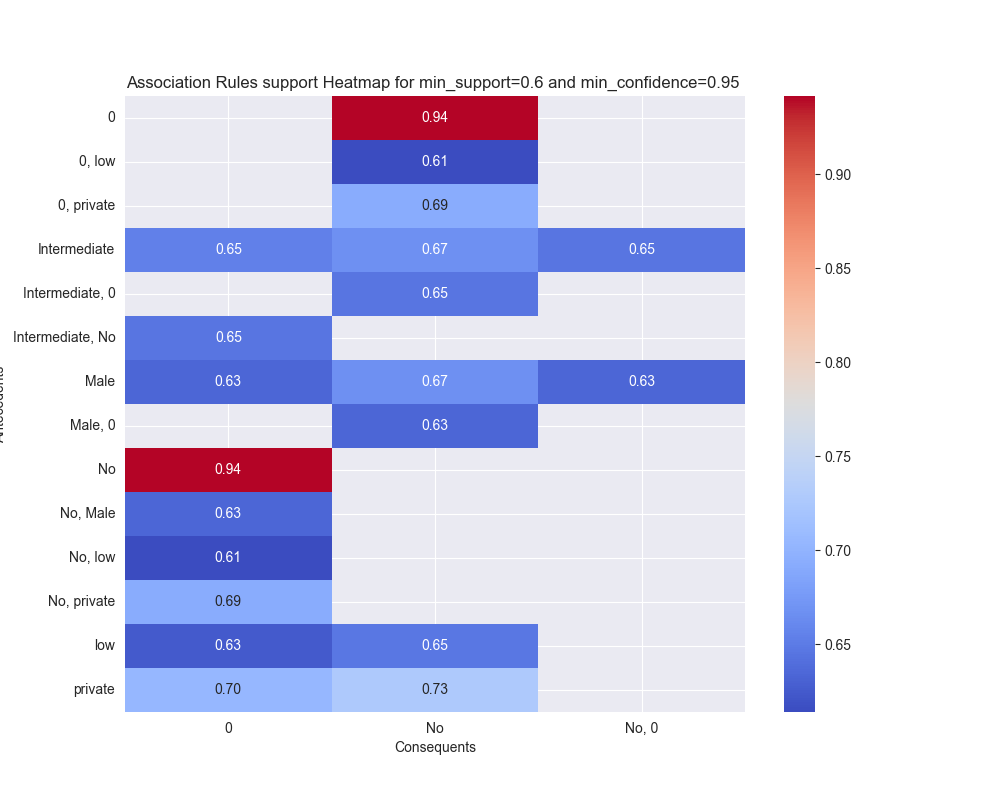 Association Rules support Heatmap for min_support=0.6 and min_confidence=0.95
0 0.94
0, low 0.61
0, private 0.69
Intermediate 0.65 0.67 0.65
Intermediate, 0 0.65
Intermediate, No 0.65
Male 0.63 0.67 0.63
Male, 0 0.63
No 0.94
No, Male 0.63
No, low 0.61
No, private 0.69
low 0.63 0.65
private 0.70 0.73
0 No No, 0
Consequents
0.90
0.85
0.80
0.75
0.70
0.65